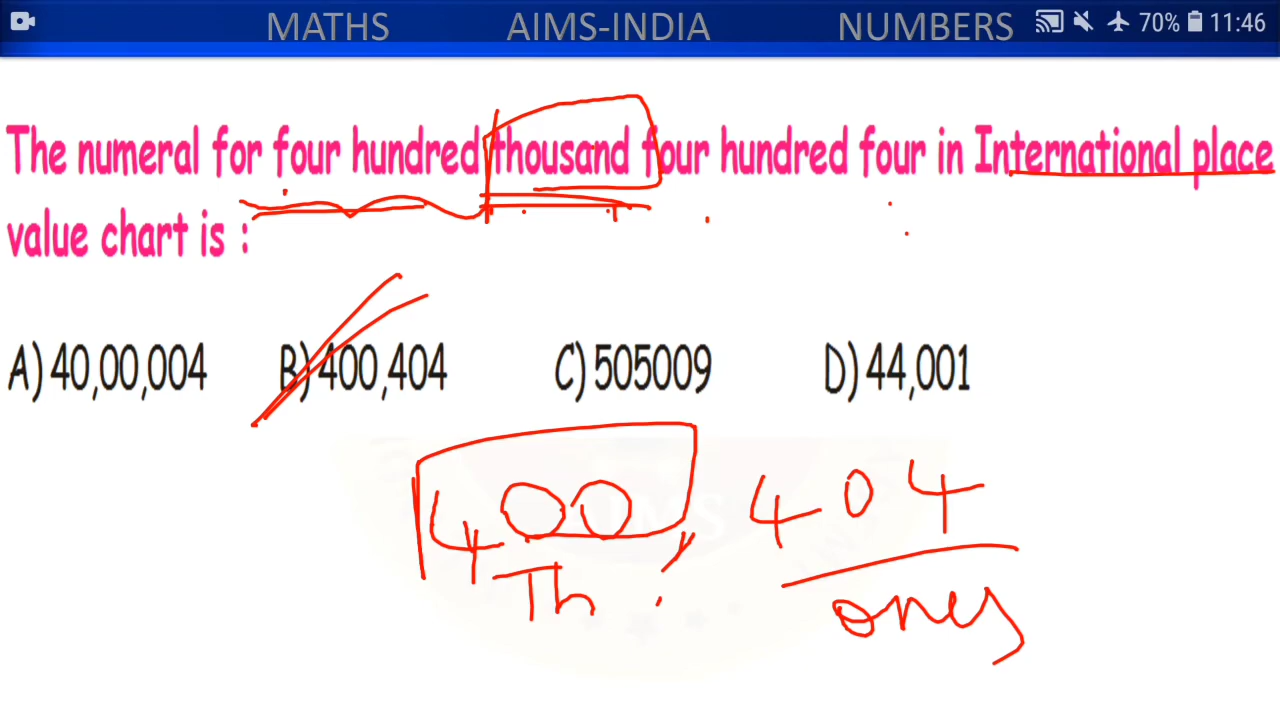 MATHS AIMS-INDIA NUMBERS 70% 11:46
The numeral for four hundred thousand four hundred four in International place
value chart is :
A) 40,00,004 B) 400,404 C) 505009 D) 44,001
400, 404
Th ones